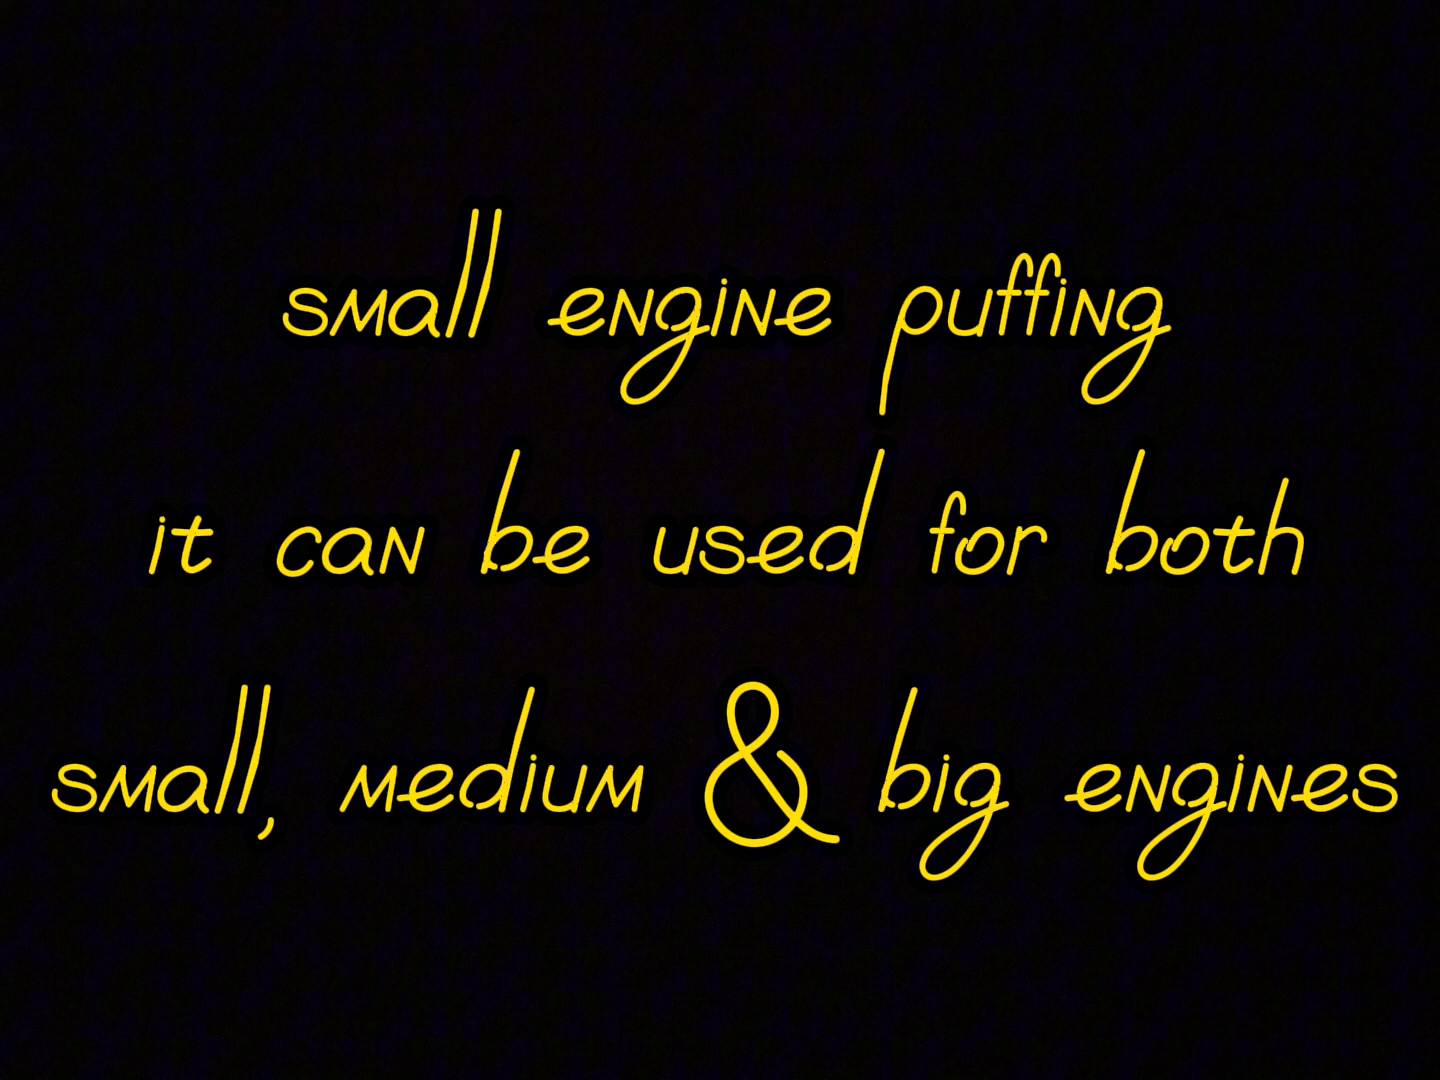 small engine puffing
it can be used for both
small, medium & big engines